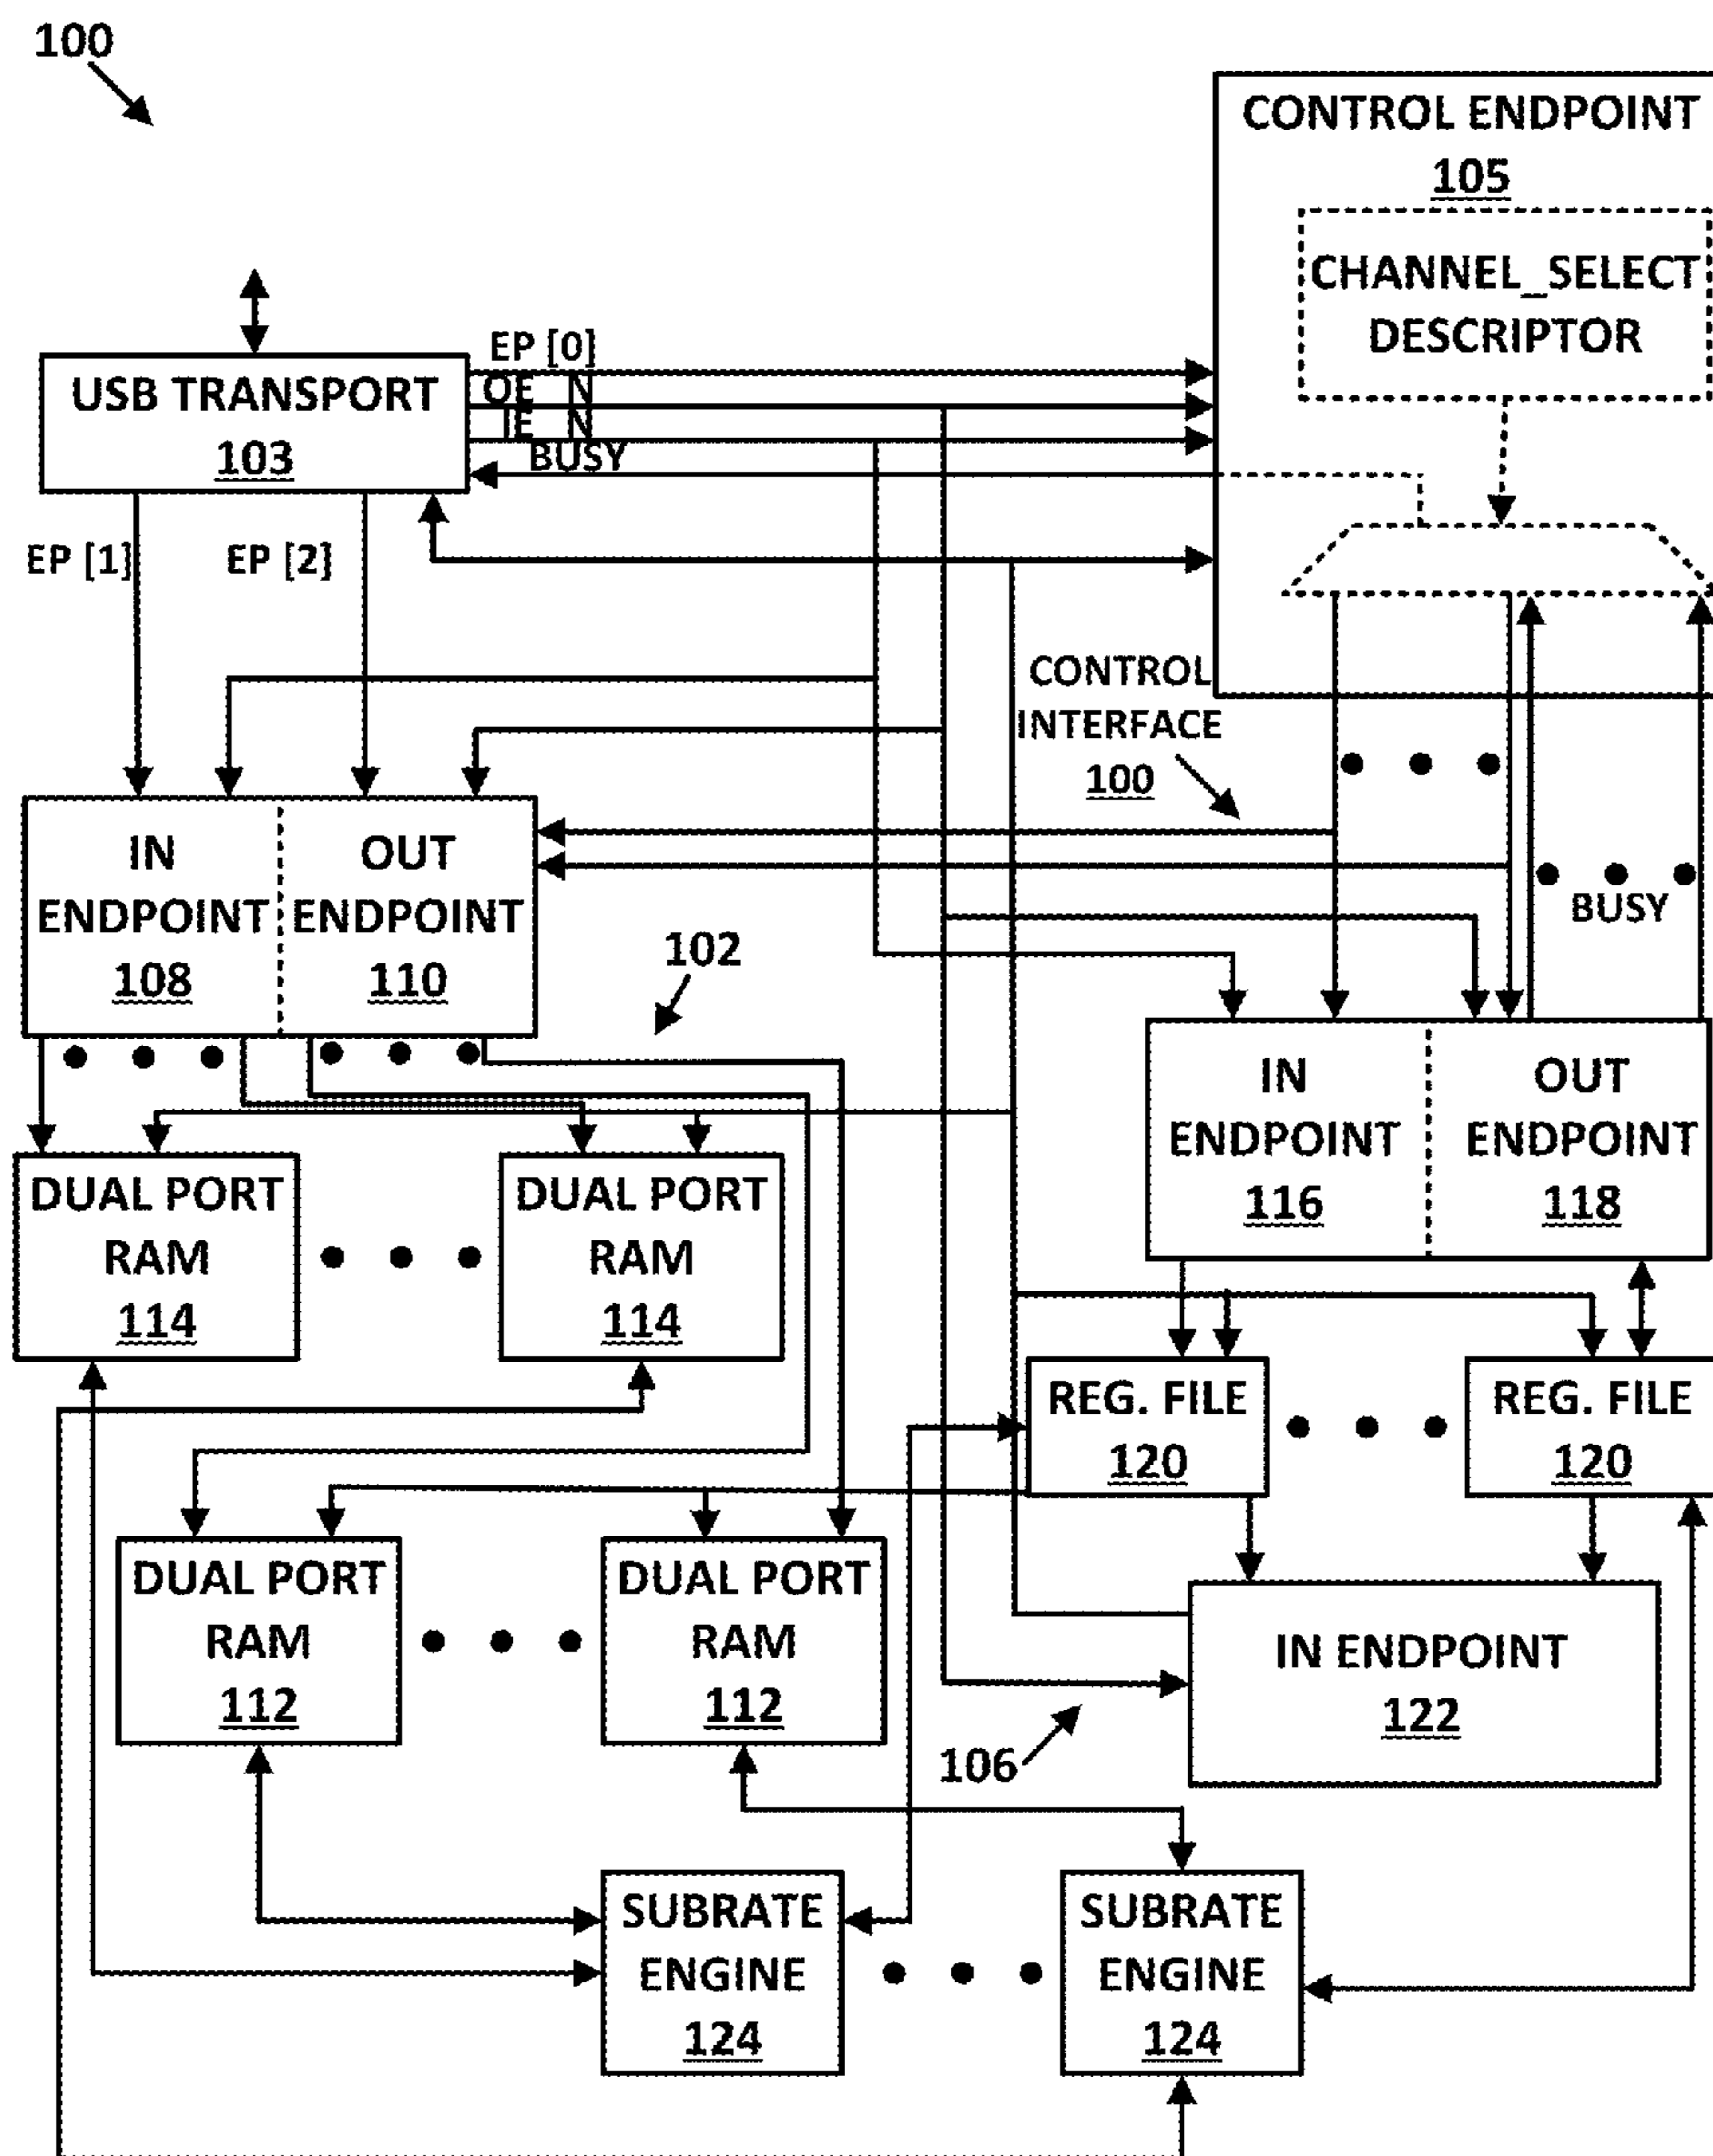 100
CONTROL ENDPOINT
105
CHANNEL_SELECT
DESCRIPTOR
EP [0]
OE_N
IE_N
BUSY
USB TRANSPORT
103
EP [1]
EP [2]
CONTROL
INTERFACE
100
IN
ENDPOINT
108
OUT
ENDPOINT
110
BUSY
102
IN
ENDPOINT
116
OUT
ENDPOINT
118
DUAL PORT
RAM
114
DUAL PORT
RAM
114
REG. FILE
120
REG. FILE
120
DUAL PORT
RAM
112
DUAL PORT
RAM
112
IN ENDPOINT
122
106
SUBRATE
ENGINE
124
SUBRATE
ENGINE
124